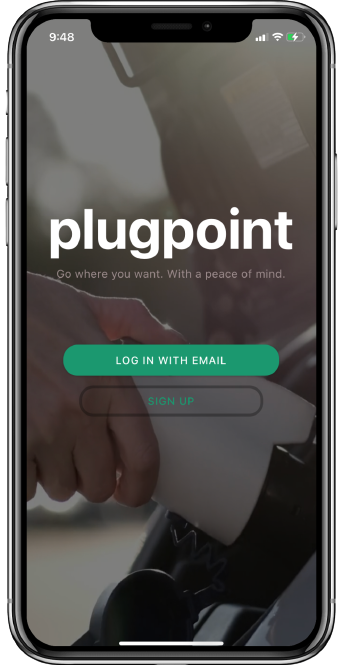 9:48
plugpoint
Go where you want. With a peace of mind.
LOG IN WITH EMAIL
SIGN UP